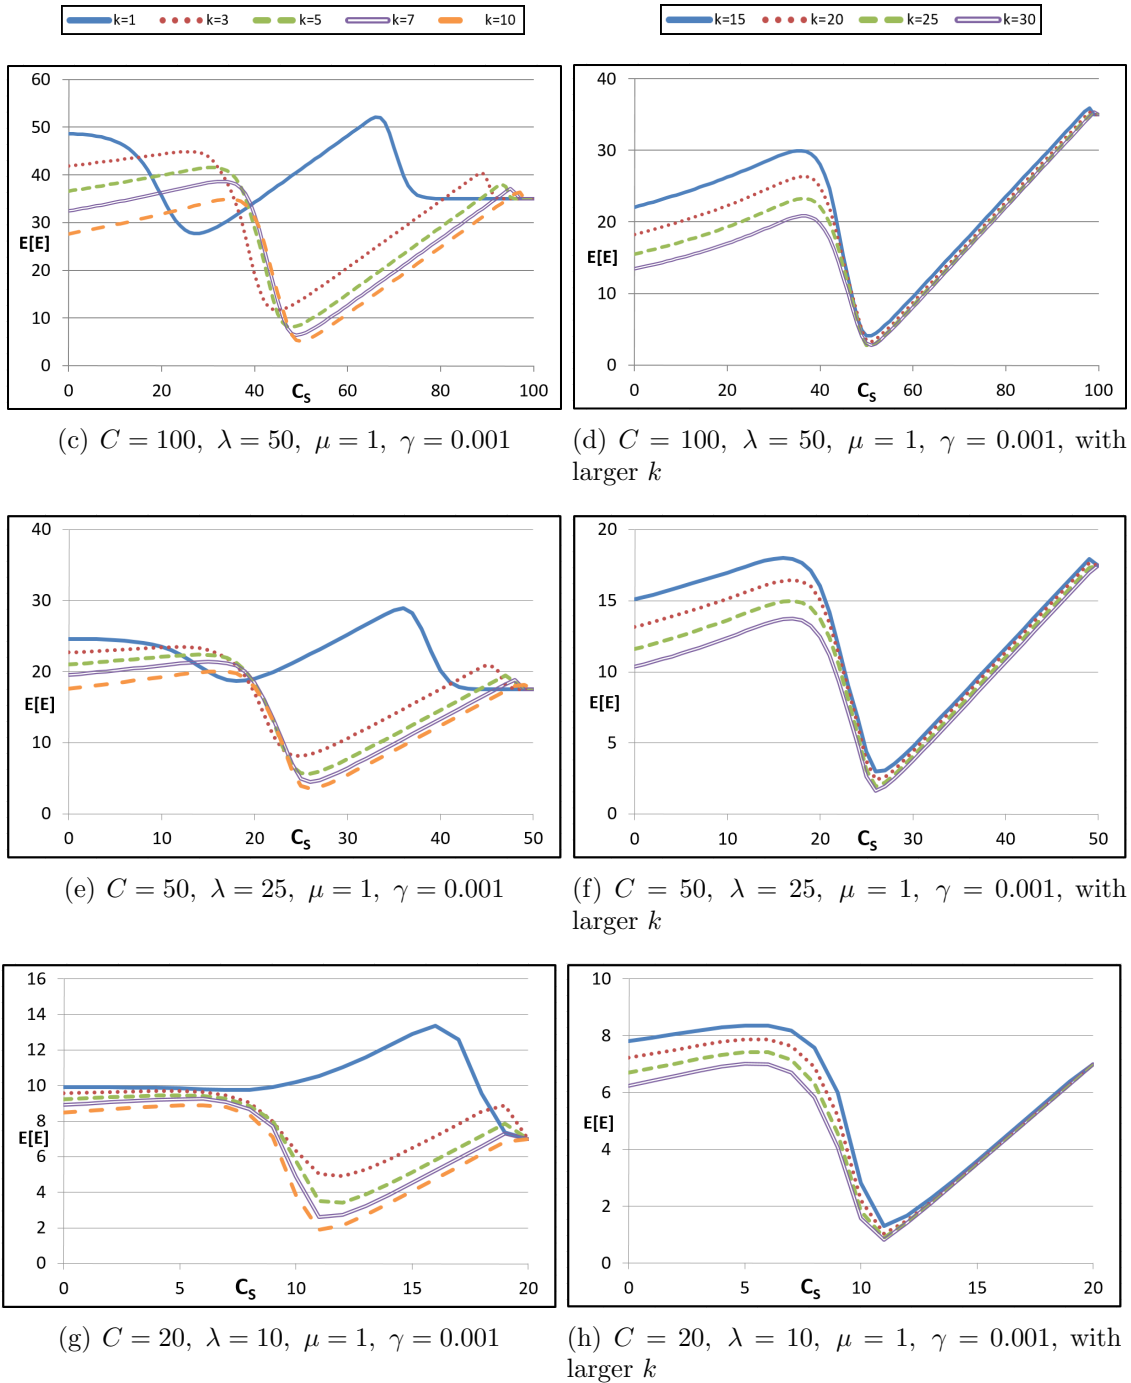 k=1 k=3 k=5 k=7 k=10
k=15 k=20 k=25 k=30
60
50
40
30
E[E]
20
10
0
0 20 40 C_S 60 80 100
(c) C = 100, λ = 50, μ = 1, γ = 0.001
40
30
20
E[E]
10
0
0 20 40 C_S 60 80 100
(d) C = 100, λ = 50, μ = 1, γ = 0.001, with
larger k
40
30
20
E[E]
10
0
0 10 20 C_S 30 40 50
(e) C = 50, λ = 25, μ = 1, γ = 0.001
20
15
10
E[E]
5
0
0 10 20 C_S 30 40 50
(f) C = 50, λ = 25, μ = 1, γ = 0.001, with
larger k
16
14
12
10
8
E[E]
6
4
2
0
0 5 C_S 10 15 20
(g) C = 20, λ = 10, μ = 1, γ = 0.001
10
8
6
E[E]
4
2
0
0 5 C_S 10 15 20
(h) C = 20, λ = 10, μ = 1, γ = 0.001, with
larger k